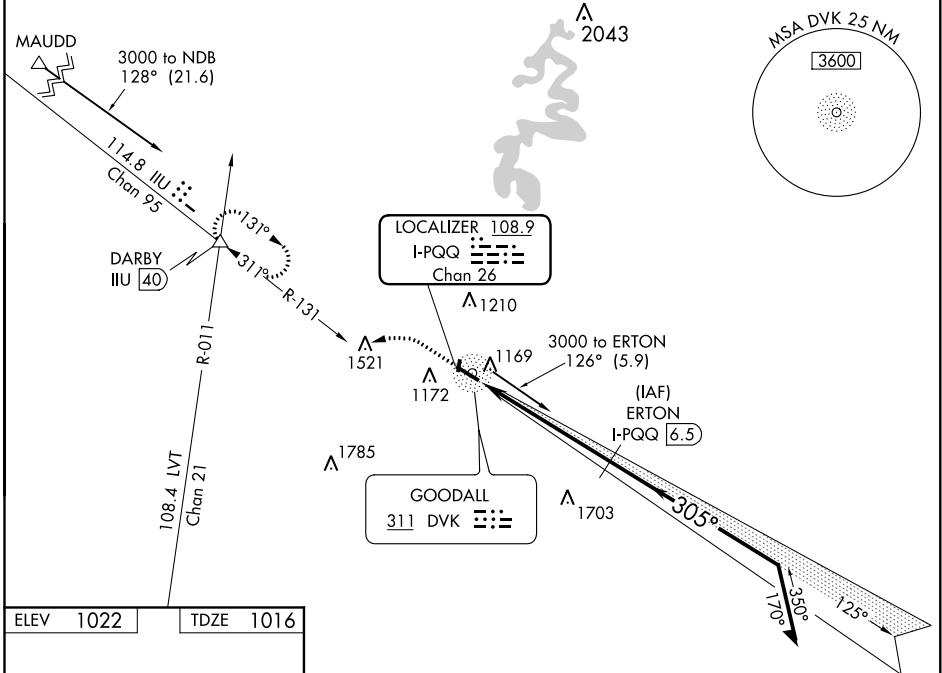 2043
MSA DVK 25 NM
3600
MAUDD
3000 to NDB
128° (21.6)
114.8 IIU
Chan 95
131°
DARBY
IIU 40
311°
R-131
R-011
LOCALIZER 108.9
I-PQQ
Chan 26
1210
1521
1169
3000 to ERTON
126° (5.9)
1172
(IAF)
ERTON
I-PQQ 6.5
1785
1703
GOODALL
311 DVK
108.4 LVT
Chan 21
305°
350°
170°
125°
ELEV 1022
TDZE 1016